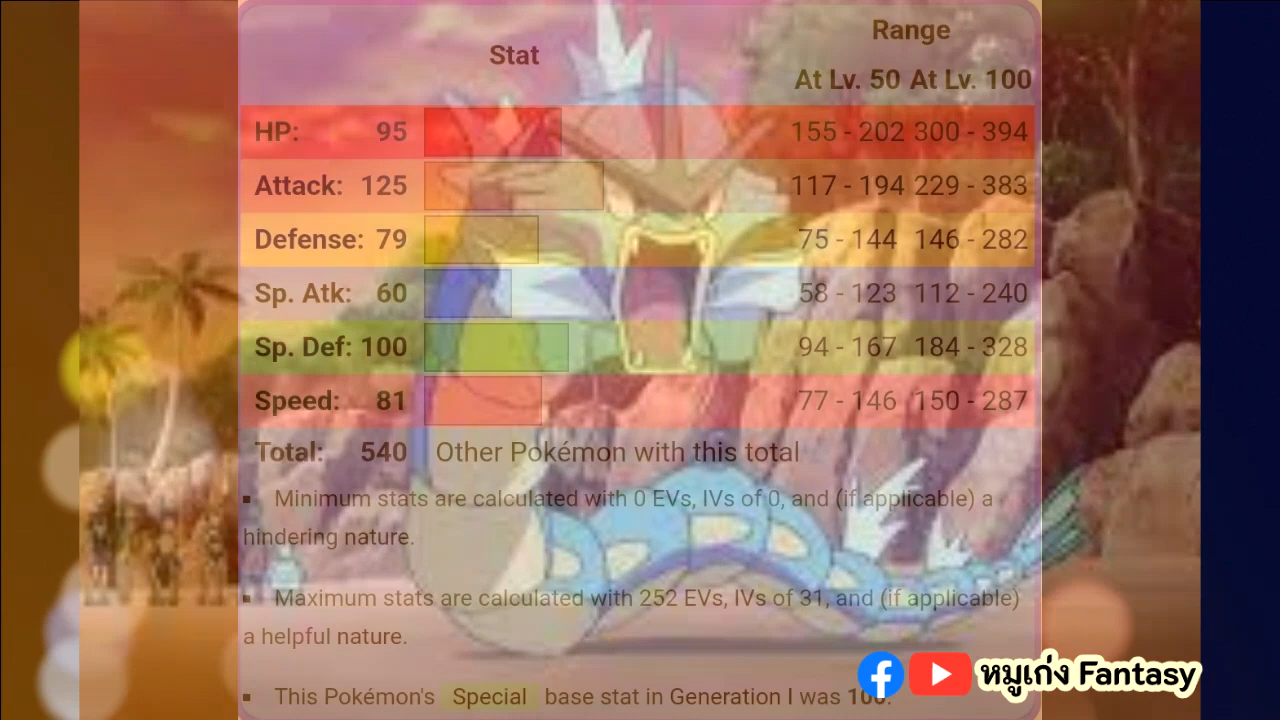 Stat
Range
At Lv. 50 At Lv. 100
HP: 95 155 - 202 300 - 394
Attack: 125 117 - 194 229 - 383
Defense: 79 75 - 144 146 - 282
Sp. Atk: 60 58 - 123 112 - 240
Sp. Def: 100 94 - 167 184 - 328
Speed: 81 77 - 146 150 - 287
Total: 540 Other Pokémon with this total
▪ Minimum stats are calculated with 0 EVs, IVs of 0, and (if applicable) a
hindering nature.
▪ Maximum stats are calculated with 252 EVs, IVs of 31, and (if applicable)
a helpful nature.
▪ This Pokémon's Special base stat in Generation I was 100.
หมูเก่ง Fantasy